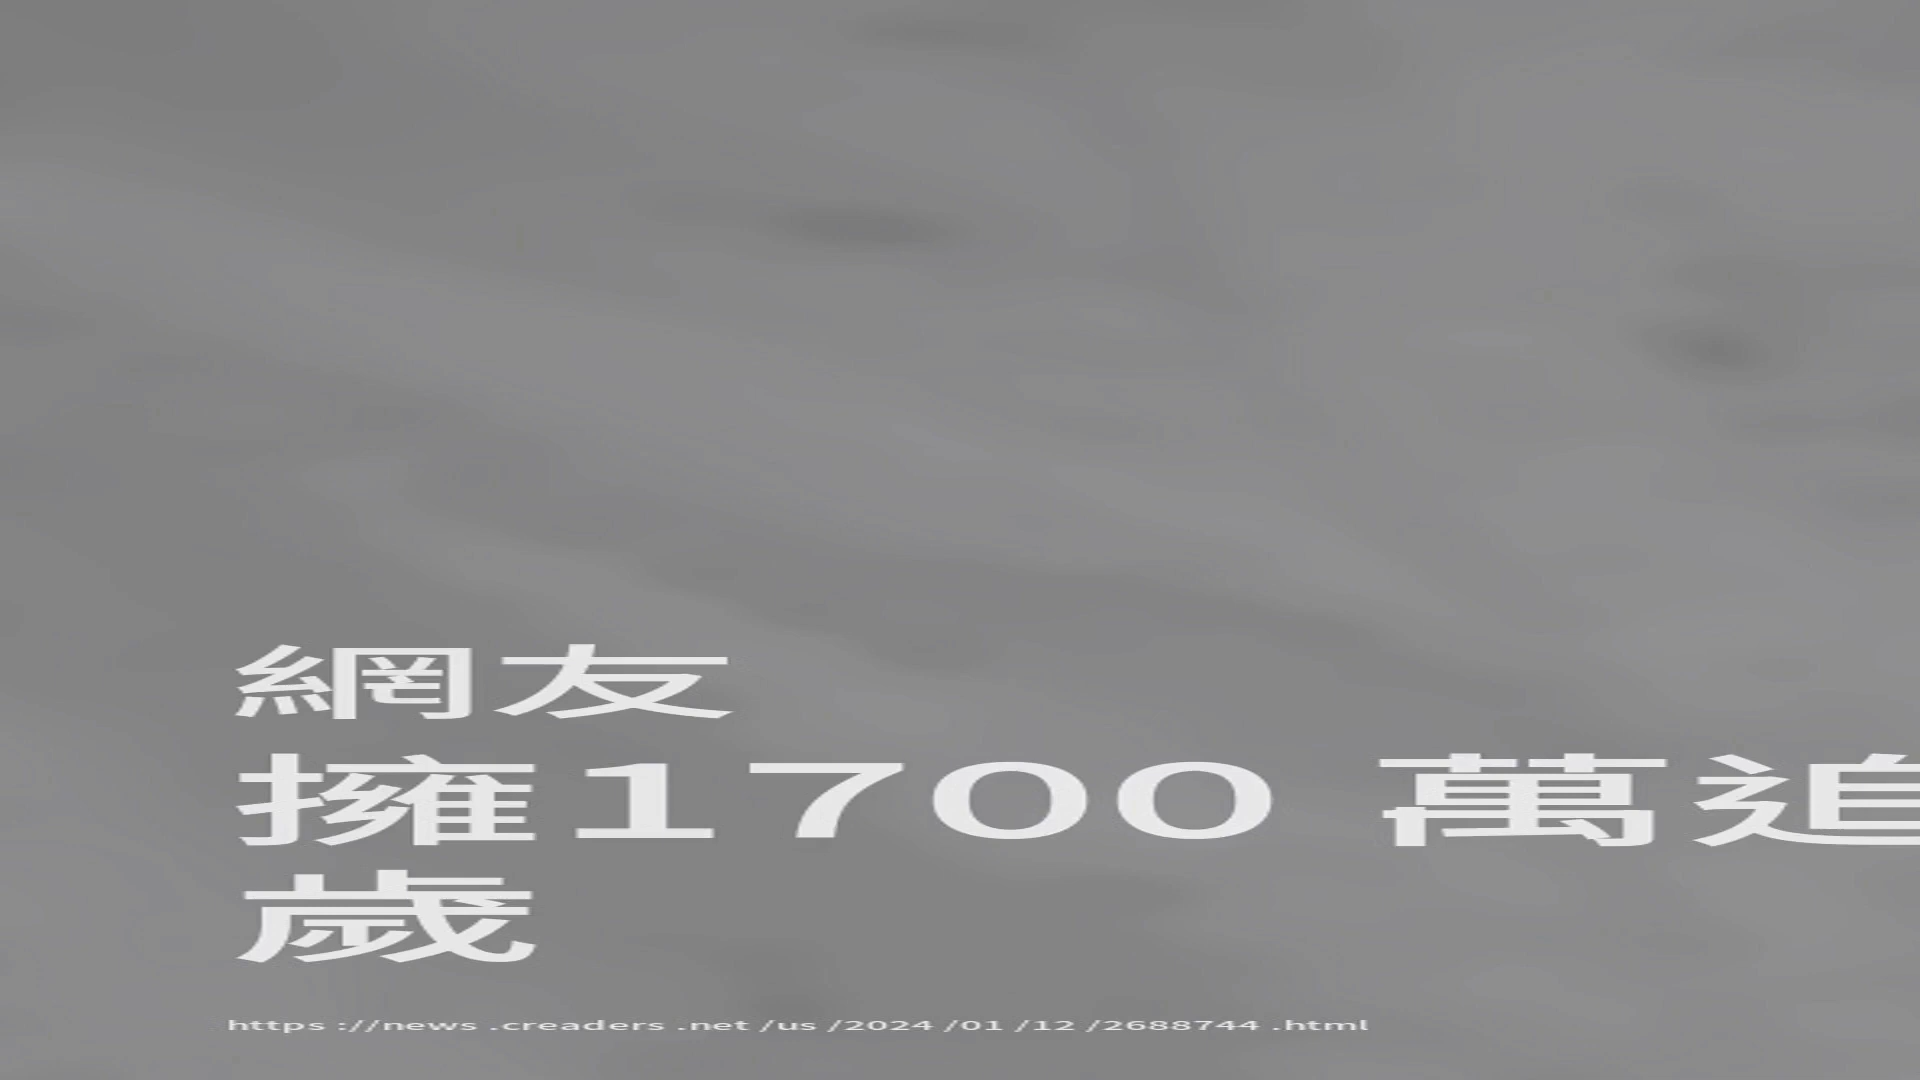 網友
擁1700 萬追
歲
https ://news .creaders .net /us /2024 /01 /12 /2688744 .html